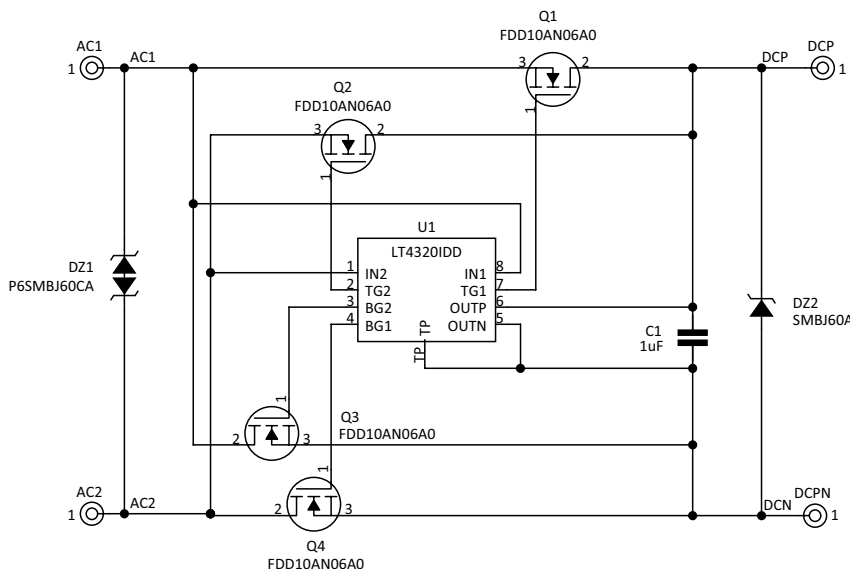 Q1
FDD10AN06A0
AC1
1
AC1
3
2
DCP
DCP
1
1
Q2
FDD10AN06A0
3
2
1
U1
LT4320IDD
1
IN2
IN1
8
2
TG2
TG1
7
3
BG2
OUTP
6
4
BG1
OUTN
5
TP
TP
DZ1
P6SMBJ60CA
C1
1uF
DZ2
SMBJ60A
1
Q3
FDD10AN06A0
2
3
1
AC2
1
AC2
2
3
DCN
DCPN
1
Q4
FDD10AN06A0